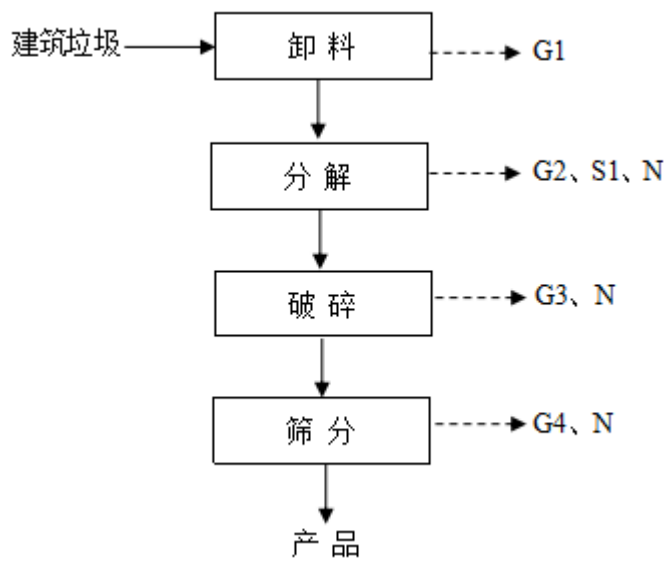 建筑垃圾
卸 料
G1
分 解
G2、S1、N
破 碎
G3、N
筛 分
G4、N
产 品